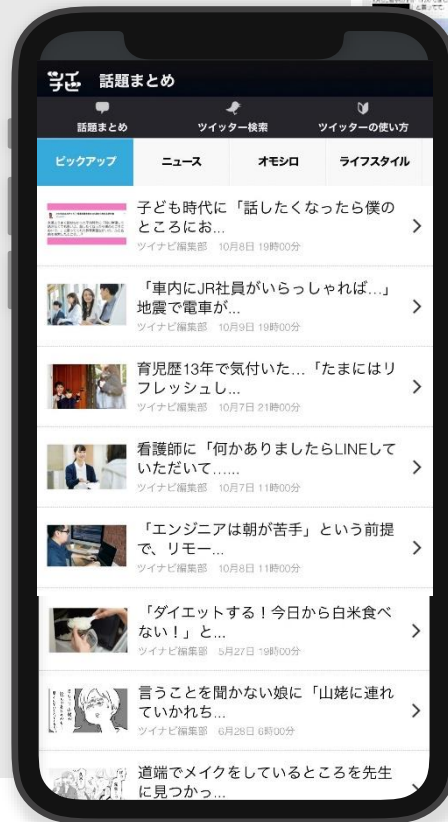 ツイナビ 話題まとめ
話題まとめ ツイッター検索 ツイッターの使い方
ピックアップ ニュース オモシロ ライフスタイル
子ども時代に「話したくなったら僕の
ところにお...
ツイナビ編集部 10月8日 19時00分
「車内にJR社員がいらっしゃれば…」
地震で電車が...
ツイナビ編集部 10月9日 19時00分
育児歴13年で気付いた…「たまにはリ
フレッシュし...
ツイナビ編集部 10月7日 21時00分
看護師に「何かありましたらLINEして
いただいて……
ツイナビ編集部 10月7日 11時00分
「エンジニアは朝が苦手」という前提
で、リモー...
ツイナビ編集部 10月8日 11時00分
「ダイエットする！今日から白米食べ
ない！」と...
ツイナビ編集部 5月27日 19時00分
言うことを聞かない娘に「山姥に連れ
ていかれち...
ツイナビ編集部 6月28日 6時00分
道端でメイクをしているところを先生
に見つかっ...